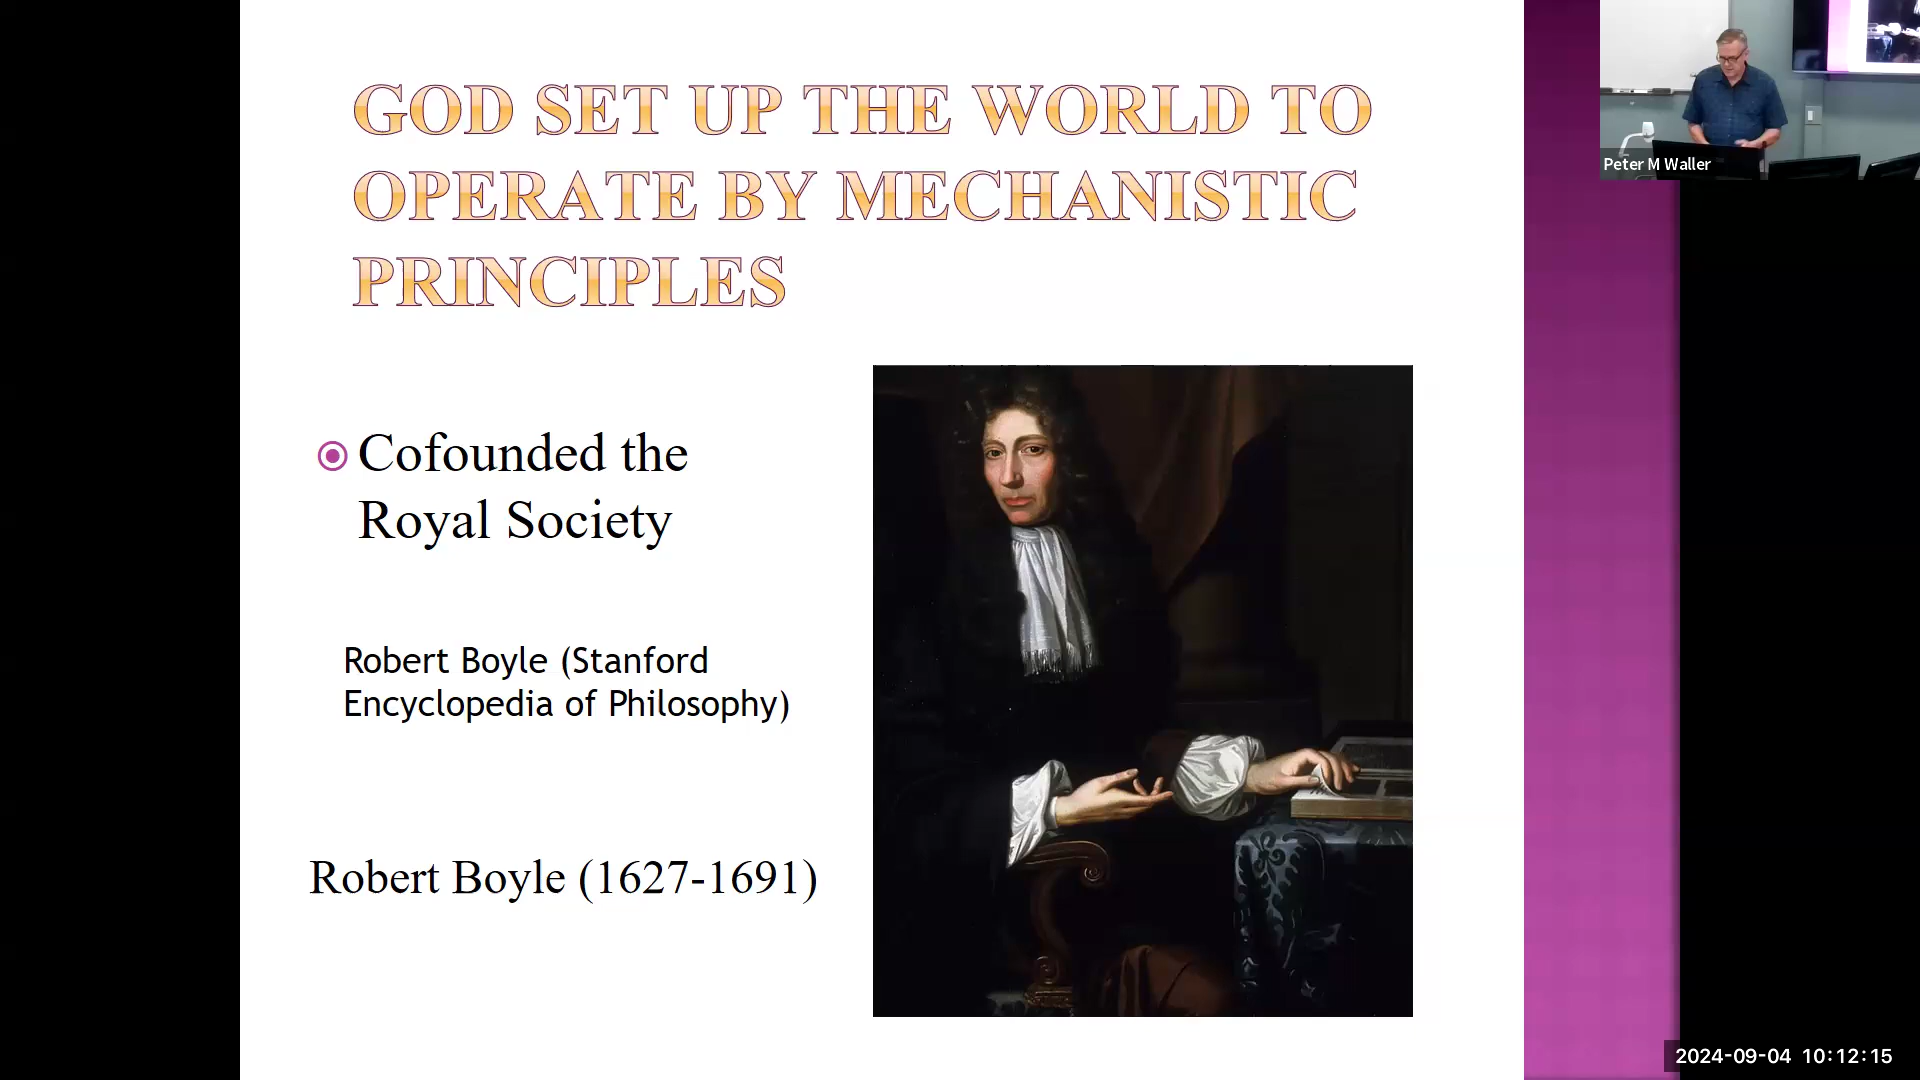 GOD SET UP THE WORLD TO
OPERATE BY MECHANISTIC
PRINCIPLES
Cofounded the
Royal Society
Robert Boyle (Stanford
Encyclopedia of Philosophy)
Robert Boyle (1627-1691)
Peter M Waller
2024-09-04 10:12:15